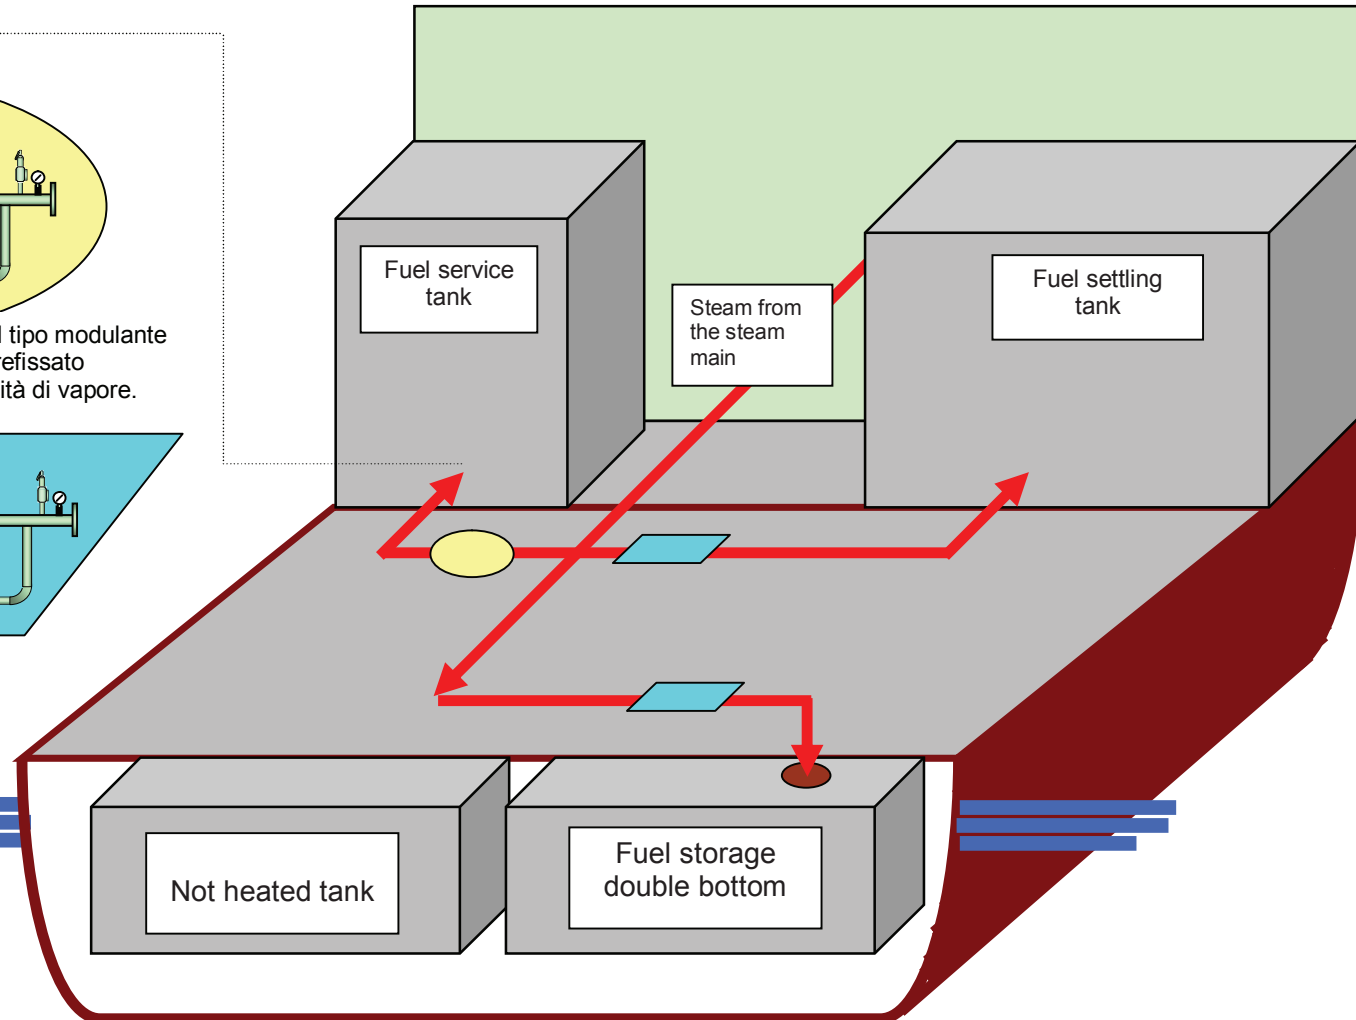 Fuel service
tank
Fuel settling
tank
Steam from
the steam
main
tipo modulante
ità di vapore.
Not heated tank
Fuel storage
double bottom